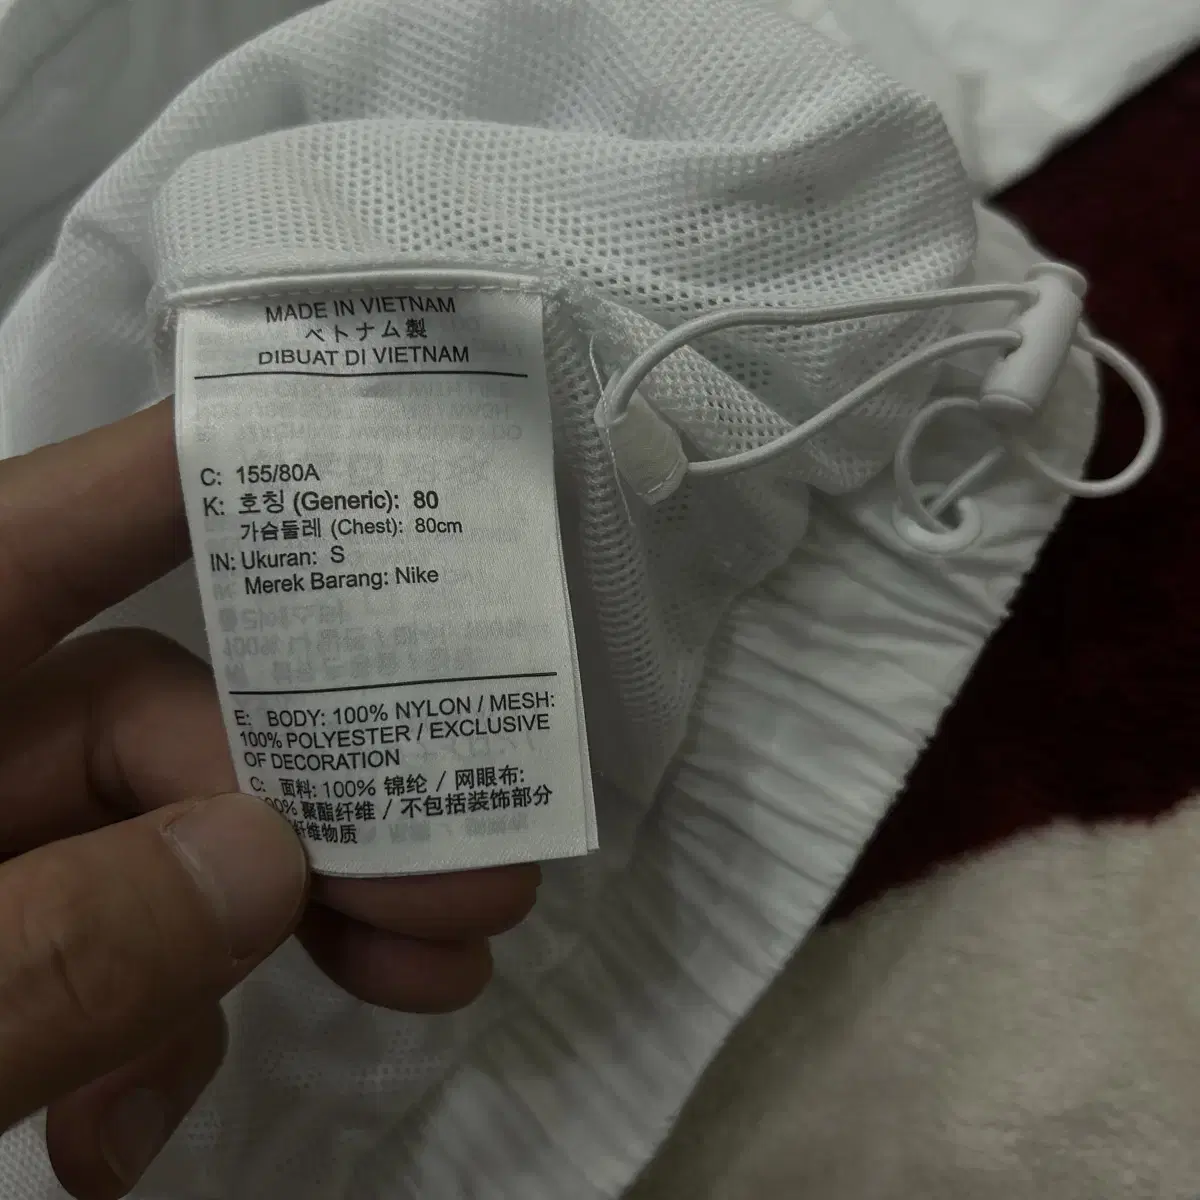 MADE IN VIETNAM
ベトナム製
DIBUAT DI VIETNAM
C: 155/80A
K: 호칭 (Generic): 80
가슴둘레 (Chest): 80cm
IN: Ukuran: S
Merek Barang: Nike
E: BODY: 100% NYLON / MESH:
100% POLYESTER / EXCLUSIVE
OF DECORATION
C: 面料: 100% 锦纶 / 网眼布:
00% 聚酯纤维 / 不包括装饰部分
纤维物质